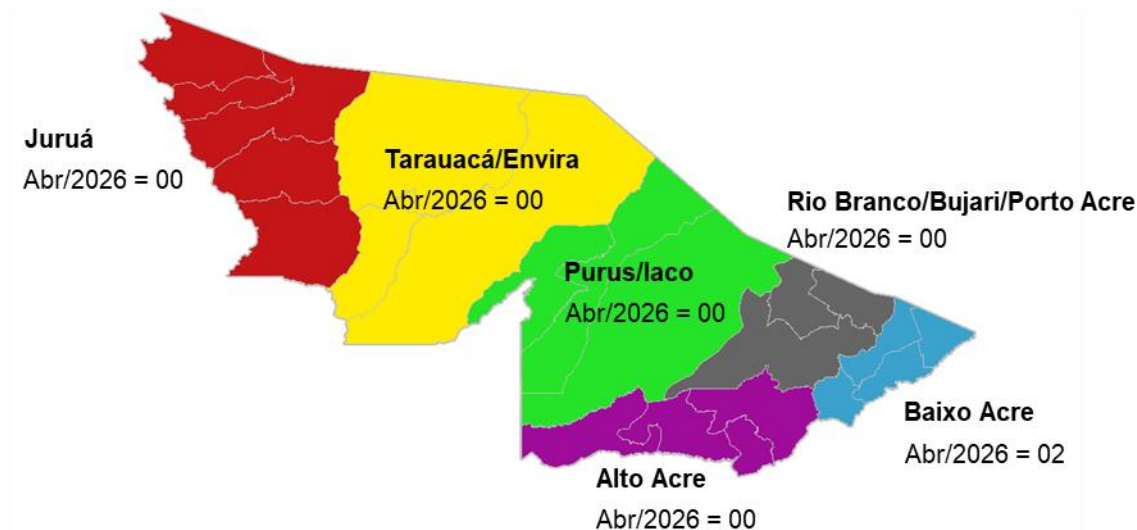 Juruá
Abr/2026 = 00
Tarauacá/Envira
Abr/2026 = 00
Rio Branco/Bujari/Porto Acre
Abr/2026 = 00
Purus/Iaco
Abr/2026 = 00
Baixo Acre
Abr/2026 = 02
Alto Acre
Abr/2026 = 00